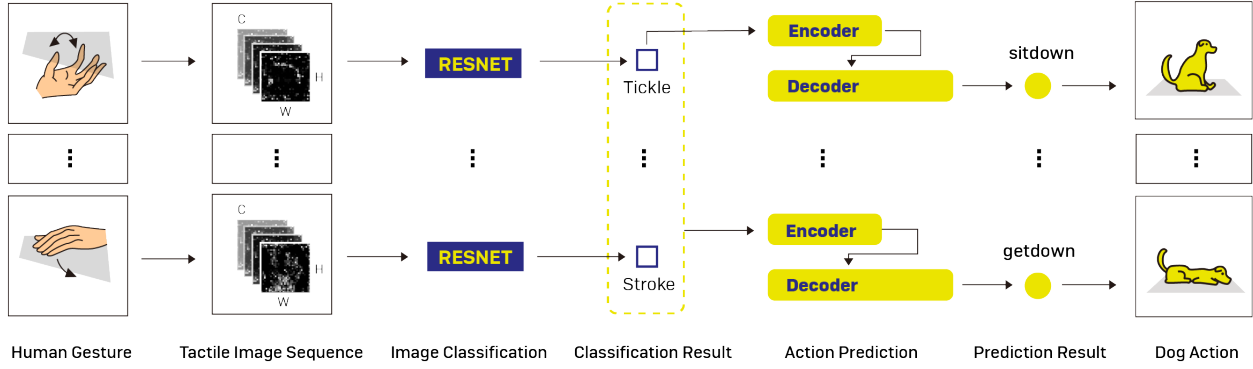 C
H
W
RESNET
Tickle
Encoder
Decoder
sitdown
C
H
W
RESNET
Stroke
Encoder
Decoder
getdown
Human Gesture
Tactile Image Sequence
Image Classification
Classification Result
Action Prediction
Prediction Result
Dog Action